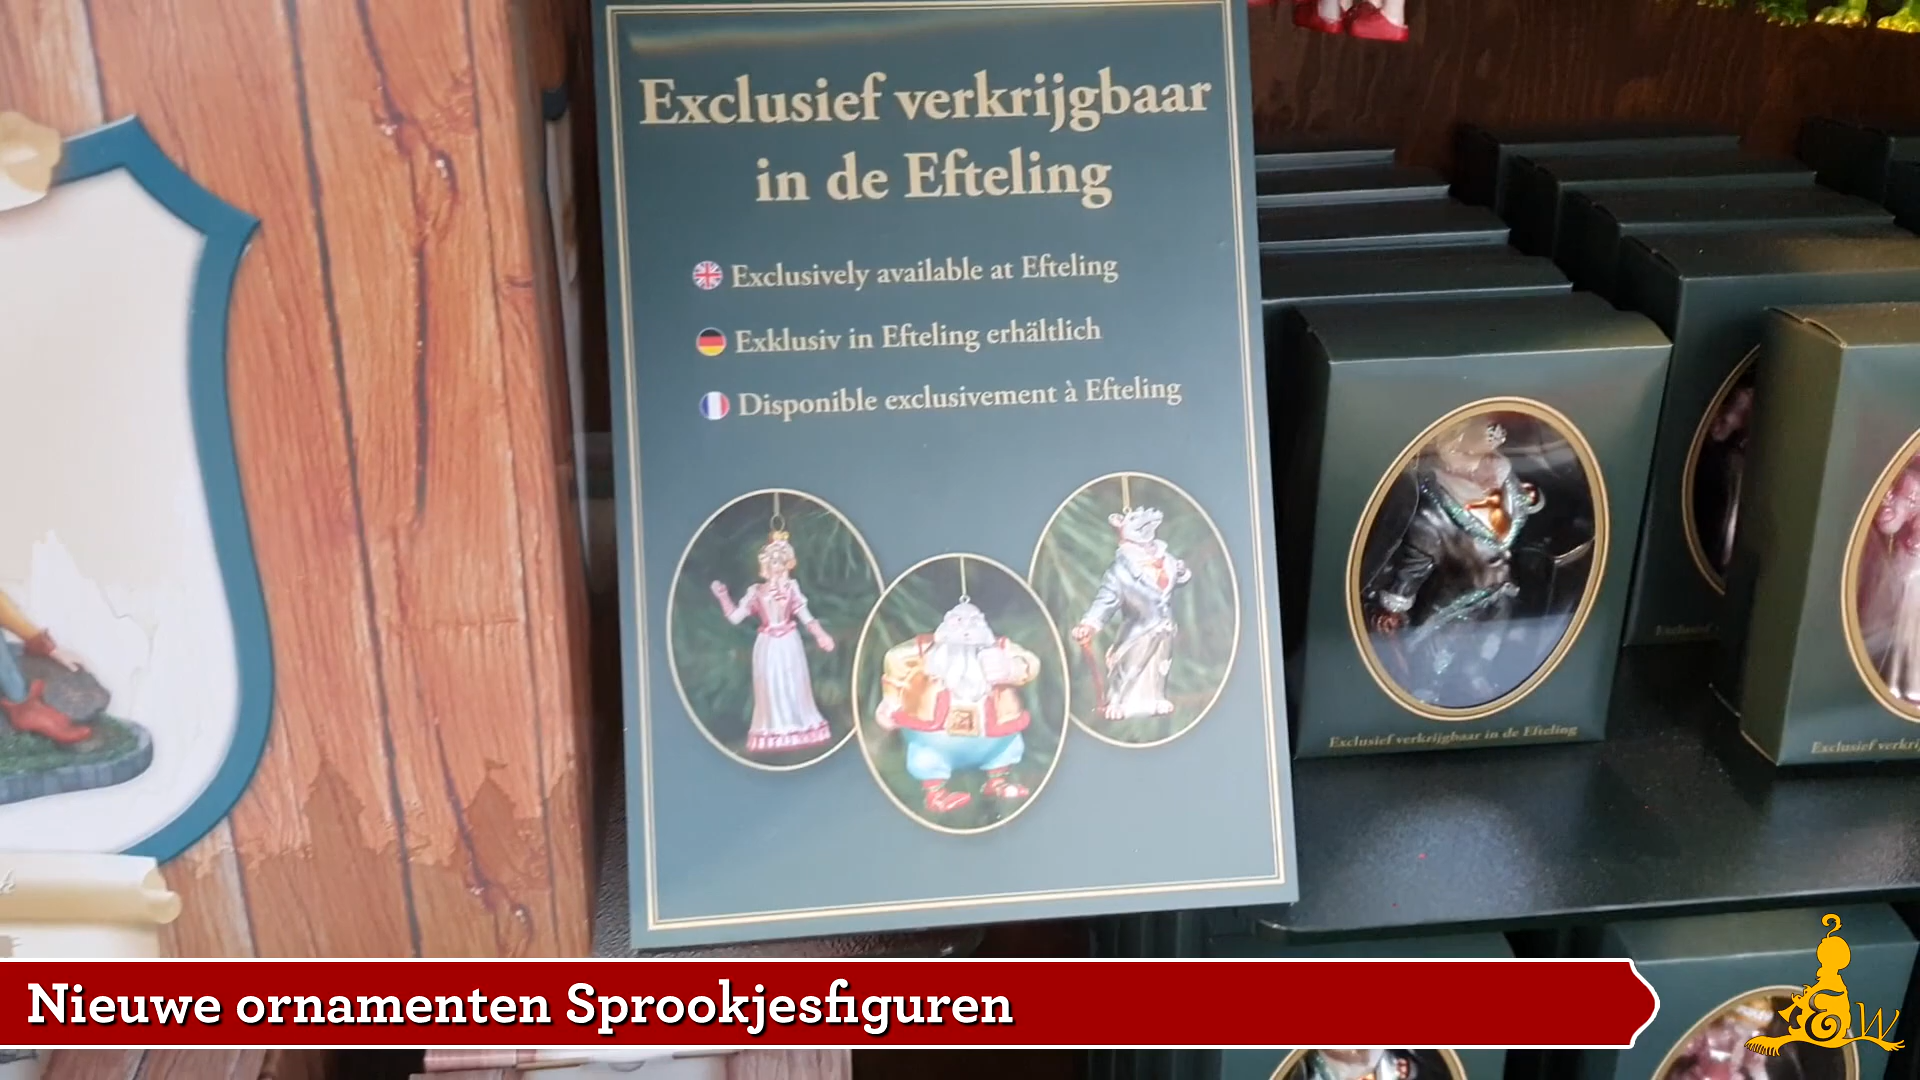 Exclusief verkrijgbaar
in de Efteling
Exclusively available at Efteling
Exklusiv in Efteling erhältlich
Disponible exclusivement à Efteling
Exclusief verkrijgbaar in de Efteling
Exclusief
Nieuwe ornamenten Sprookjesfiguren
E W